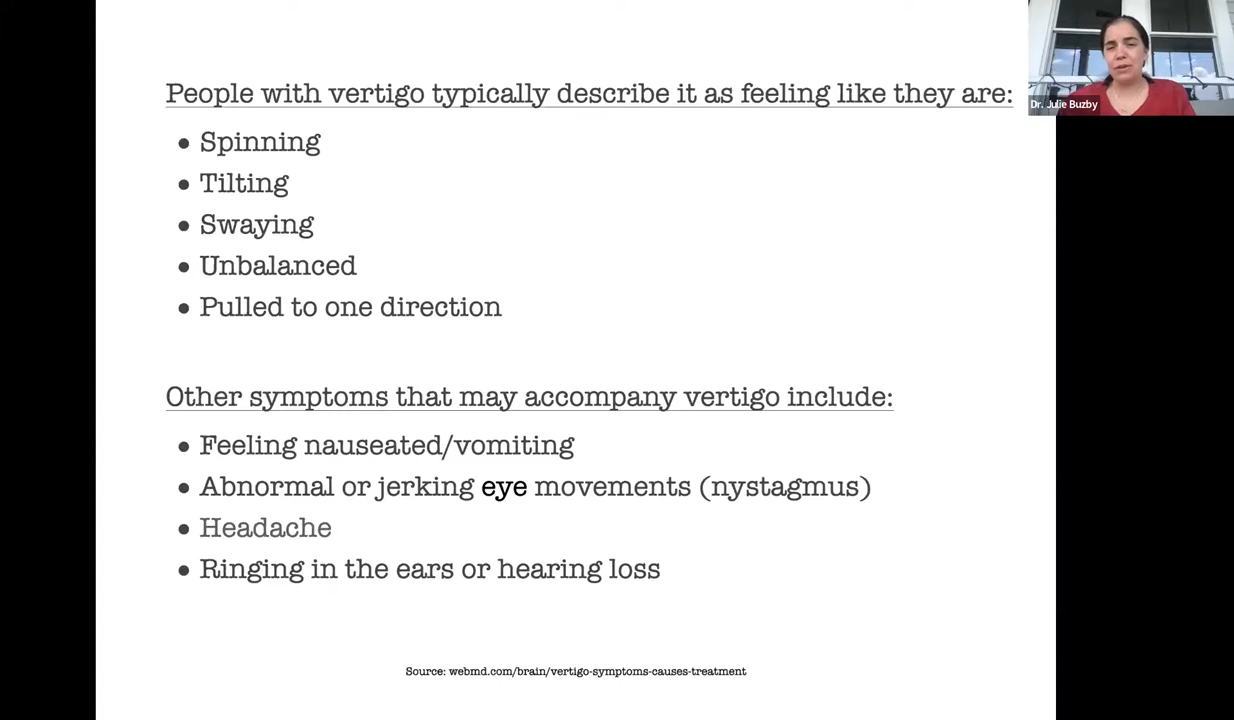 People with vertigo typically describe it as feeling like they are:
• Spinning
• Tilting
• Swaying
• Unbalanced
• Pulled to one direction
Other symptoms that may accompany vertigo include:
• Feeling nauseated/vomiting
• Abnormal or jerking eye movements (nystagmus)
• Headache
• Ringing in the ears or hearing loss
Source: webmd.com/brain/vertigo-symptoms-causes-treatment
Dr. Julie Buzby